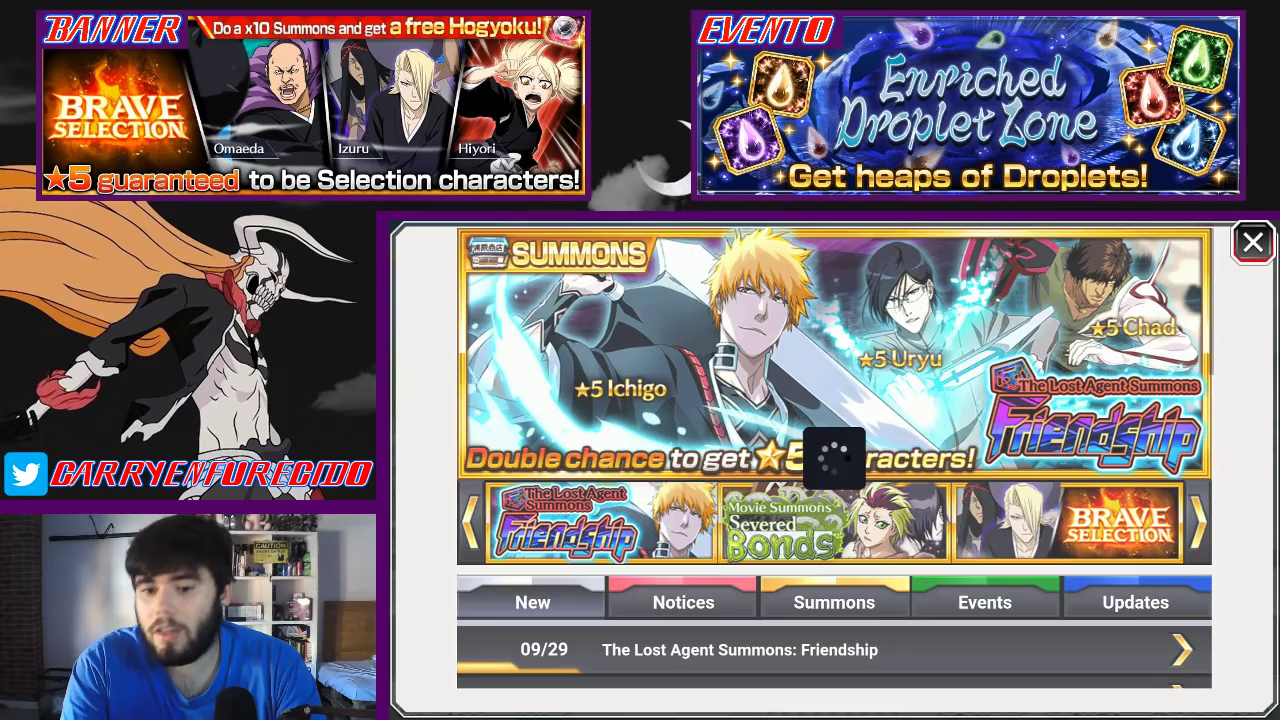 BANNER
Do a x10 Summons and get a free Hogyoku!
BRAVE
SELECTION
Omaeda
Izuru
Hiyori
★5 guaranteed to be Selection characters!
EVENTO
Enriched
Droplet Zone
Get heaps of Droplets!
SUMMONS
★5 Ichigo
★5 Uryu
★5 Chad
The Lost Agent Summons
Friendship
Double chance to get ★5 racters!
The Lost Agent
Summons
Friendship
Movie Summons
Severed
Bonds
BRAVE
SELECTION
New
Notices
Summons
Events
Updates
09/29 The Lost Agent Summons: Friendship
GARRYENFURECIDO
CAUTION